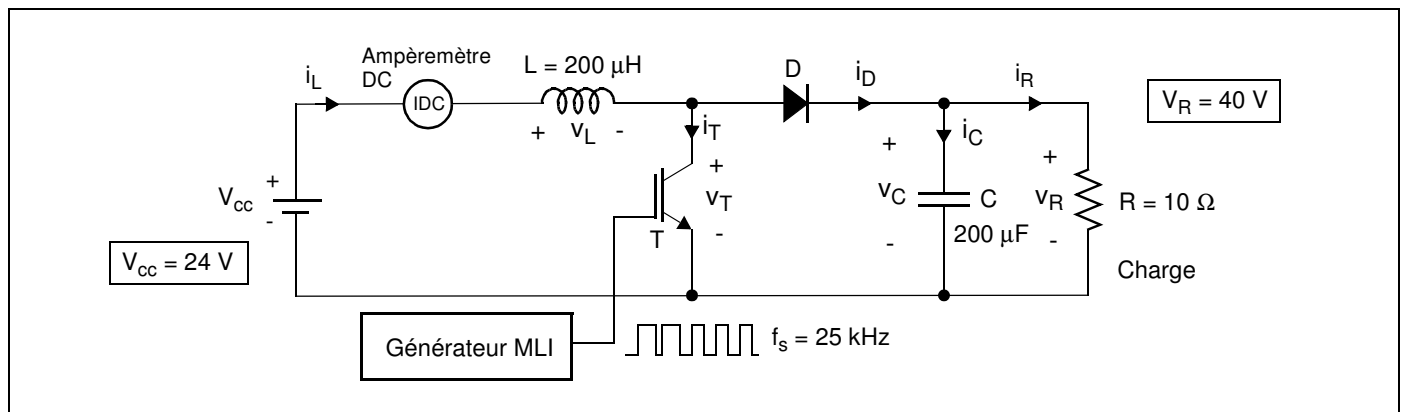 Ampèremètre
DC
i_L
IDC
L = 200 μH
+ v_L -
D
i_D
i_R
V_R = 40 V
i_T
i_C
V_cc
+
-
+
v_T
-
T
+
v_C
-
C
200 μF
+
v_R
-
R = 10 Ω
V_cc = 24 V
Charge
Générateur MLI
f_s = 25 kHz